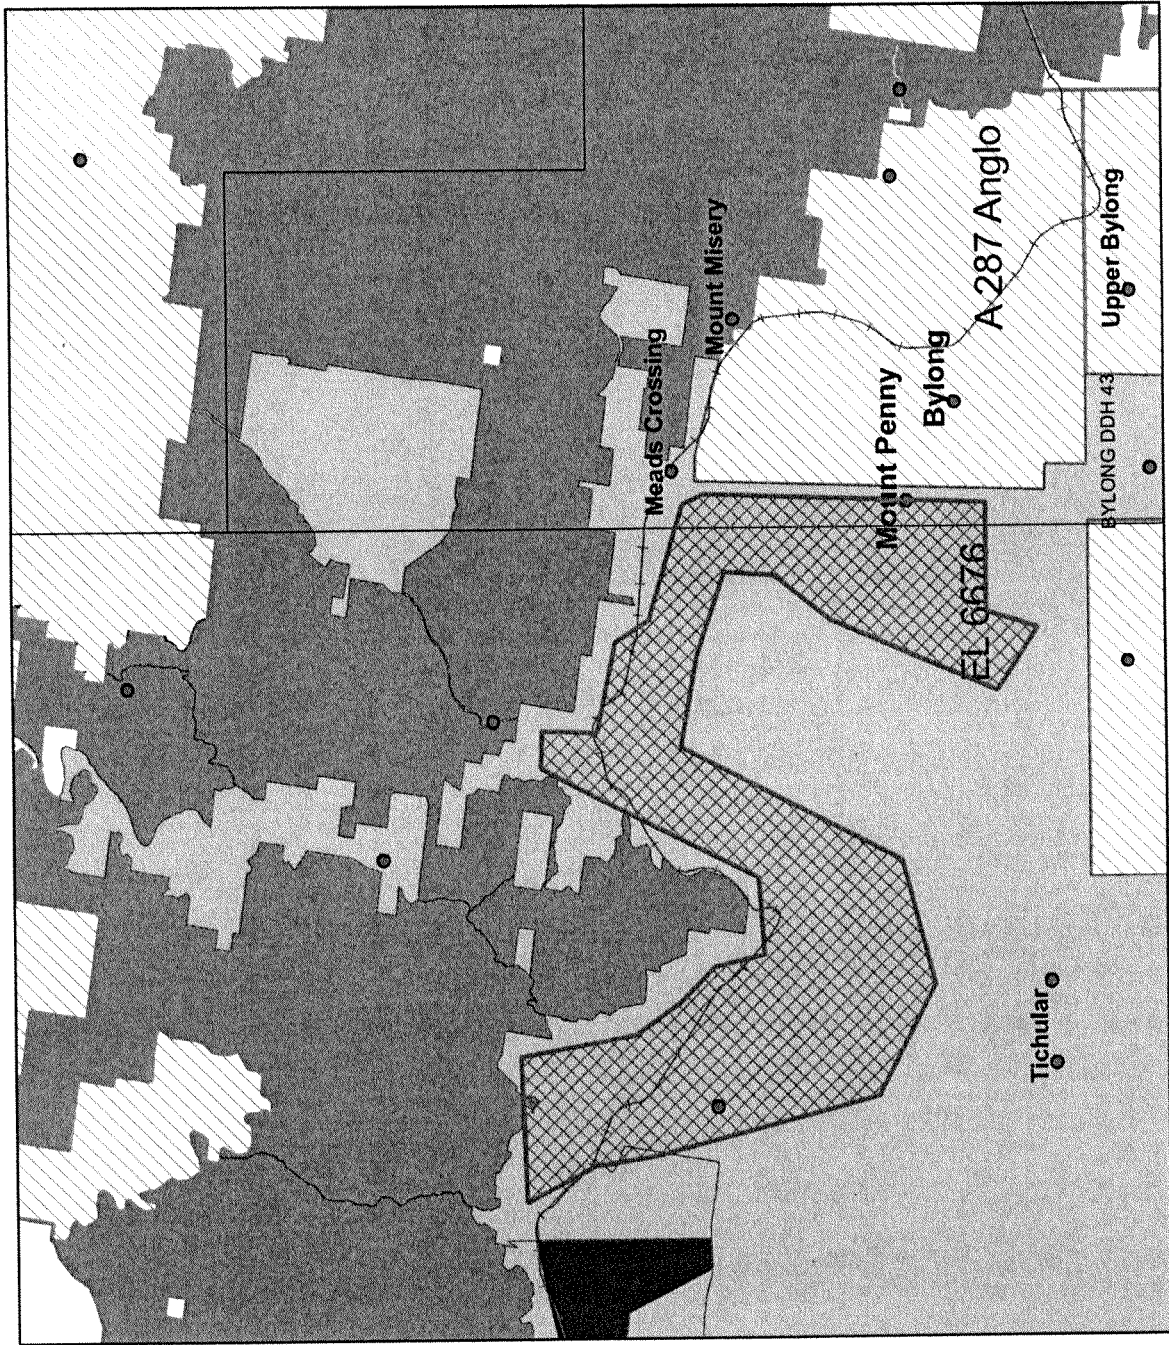 Meads Crossing
Mount Misery
Mount Penny
Bylong
A 287 Anglo
Upper Bylong
BYLONG DDH 43
EL 6676
Tichular